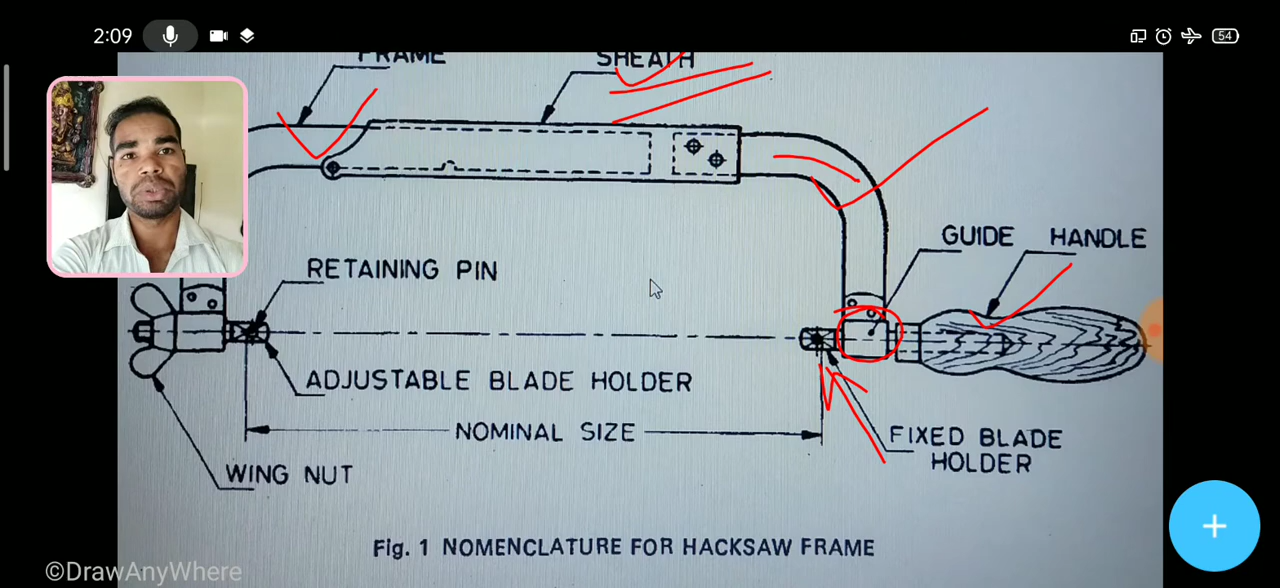 2:09
54
FRAME
SHEATH
GUIDE HANDLE
RETAINING PIN
ADJUSTABLE BLADE HOLDER
NOMINAL SIZE
FIXED BLADE
HOLDER
WING NUT
Fig. 1 NOMENCLATURE FOR HACKSAW FRAME
©DrawAnyWhere